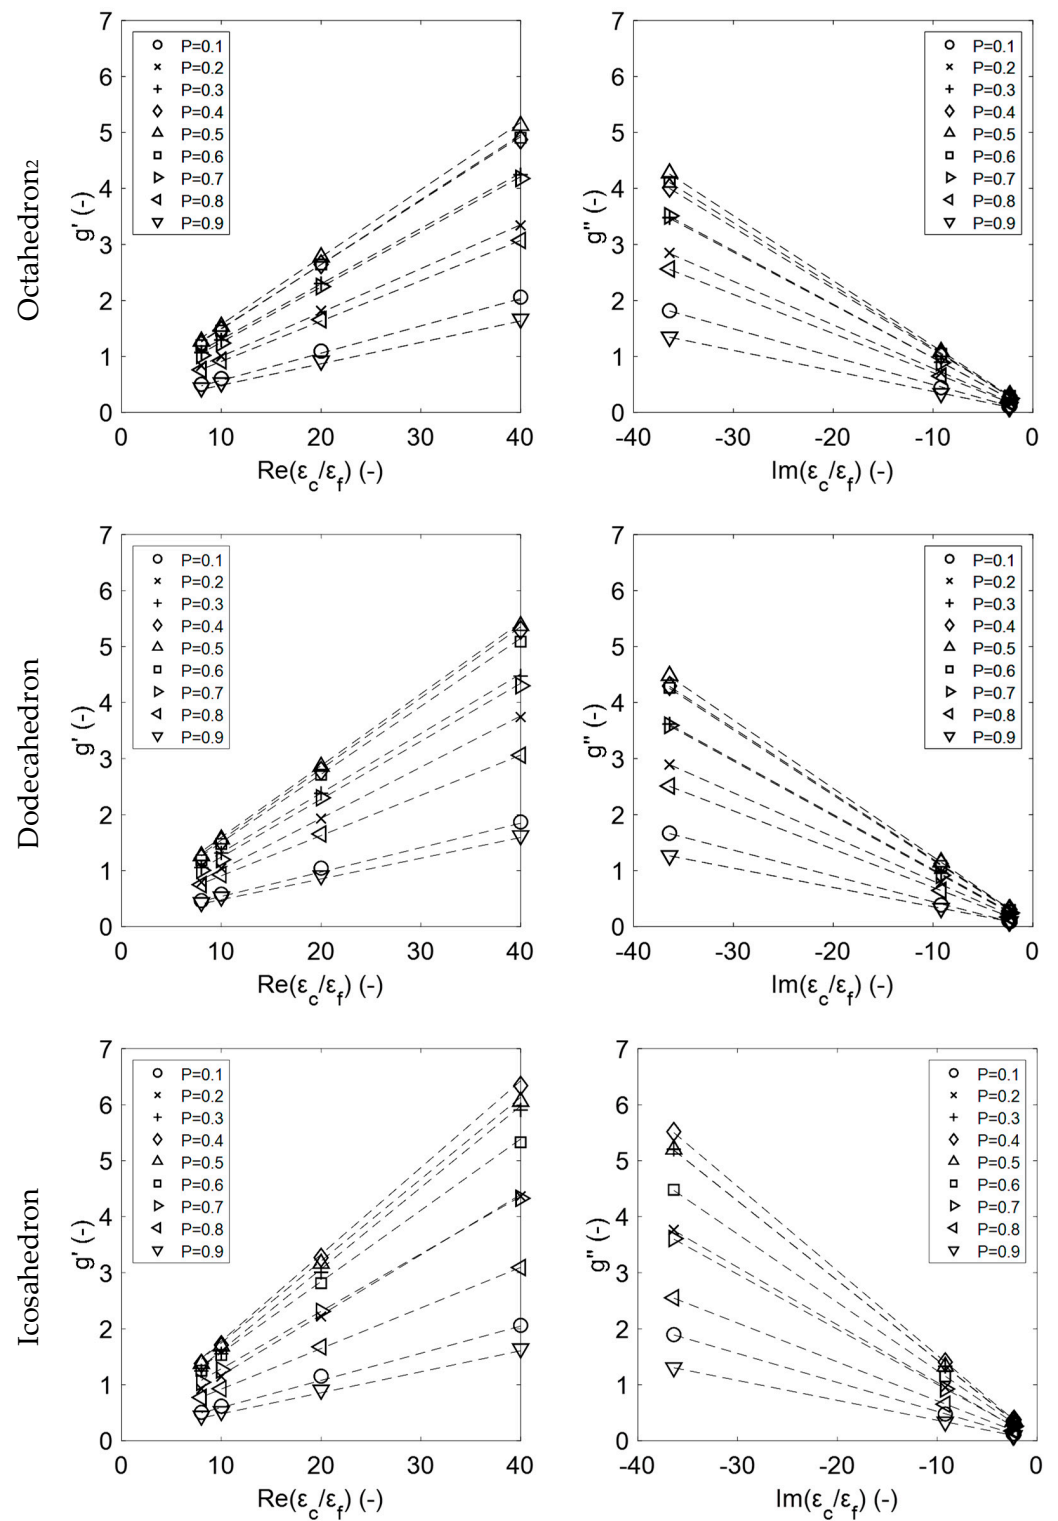 Octahedron₂
g' (-)
7
6
5
4
3
2
1
0
P=0.1
P=0.2
P=0.3
P=0.4
P=0.5
P=0.6
P=0.7
P=0.8
P=0.9
0 10 20 30 40
Re(εc/εf) (-)
g'' (-)
7
6
5
4
3
2
1
0
P=0.1
P=0.2
P=0.3
P=0.4
P=0.5
P=0.6
P=0.7
P=0.8
P=0.9
-40 -30 -20 -10 0
Im(εc/εf) (-)
Dodecahedron
g' (-)
7
6
5
4
3
2
1
0
P=0.1
P=0.2
P=0.3
P=0.4
P=0.5
P=0.6
P=0.7
P=0.8
P=0.9
0 10 20 30 40
Re(εc/εf) (-)
g'' (-)
7
6
5
4
3
2
1
0
P=0.1
P=0.2
P=0.3
P=0.4
P=0.5
P=0.6
P=0.7
P=0.8
P=0.9
-40 -30 -20 -10 0
Im(εc/εf) (-)
Icosahedron
g' (-)
7
6
5
4
3
2
1
0
P=0.1
P=0.2
P=0.3
P=0.4
P=0.5
P=0.6
P=0.7
P=0.8
P=0.9
0 10 20 30 40
Re(εc/εf) (-)
g'' (-)
7
6
5
4
3
2
1
0
P=0.1
P=0.2
P=0.3
P=0.4
P=0.5
P=0.6
P=0.7
P=0.8
P=0.9
-40 -30 -20 -10 0
Im(εc/εf) (-)